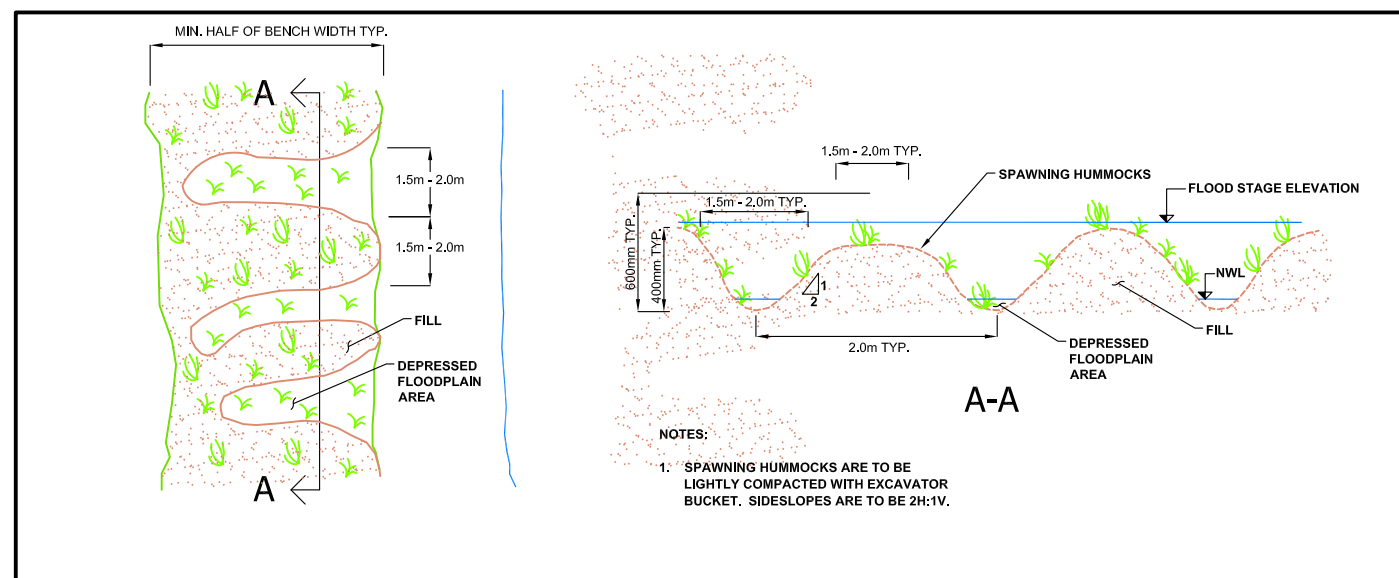 MIN. HALF OF BENCH WIDTH TYP.
A
1.5m - 2.0m
1.5m - 2.0m
FILL
DEPRESSED
FLOODPLAIN
AREA
A
1.5m - 2.0m TYP.
SPAWNING HUMMOCKS
FLOOD STAGE ELEVATION
1.5m - 2.0m TYP.
600mm TYP.
400mm TYP.
1
2
NWL
2.0m TYP.
FILL
DEPRESSED
FLOODPLAIN
AREA
A-A
NOTES:
1. SPAWNING HUMMOCKS ARE TO BE
LIGHTLY COMPACTED WITH EXCAVATOR
BUCKET. SIDESLOPES ARE TO BE 2H:1V.